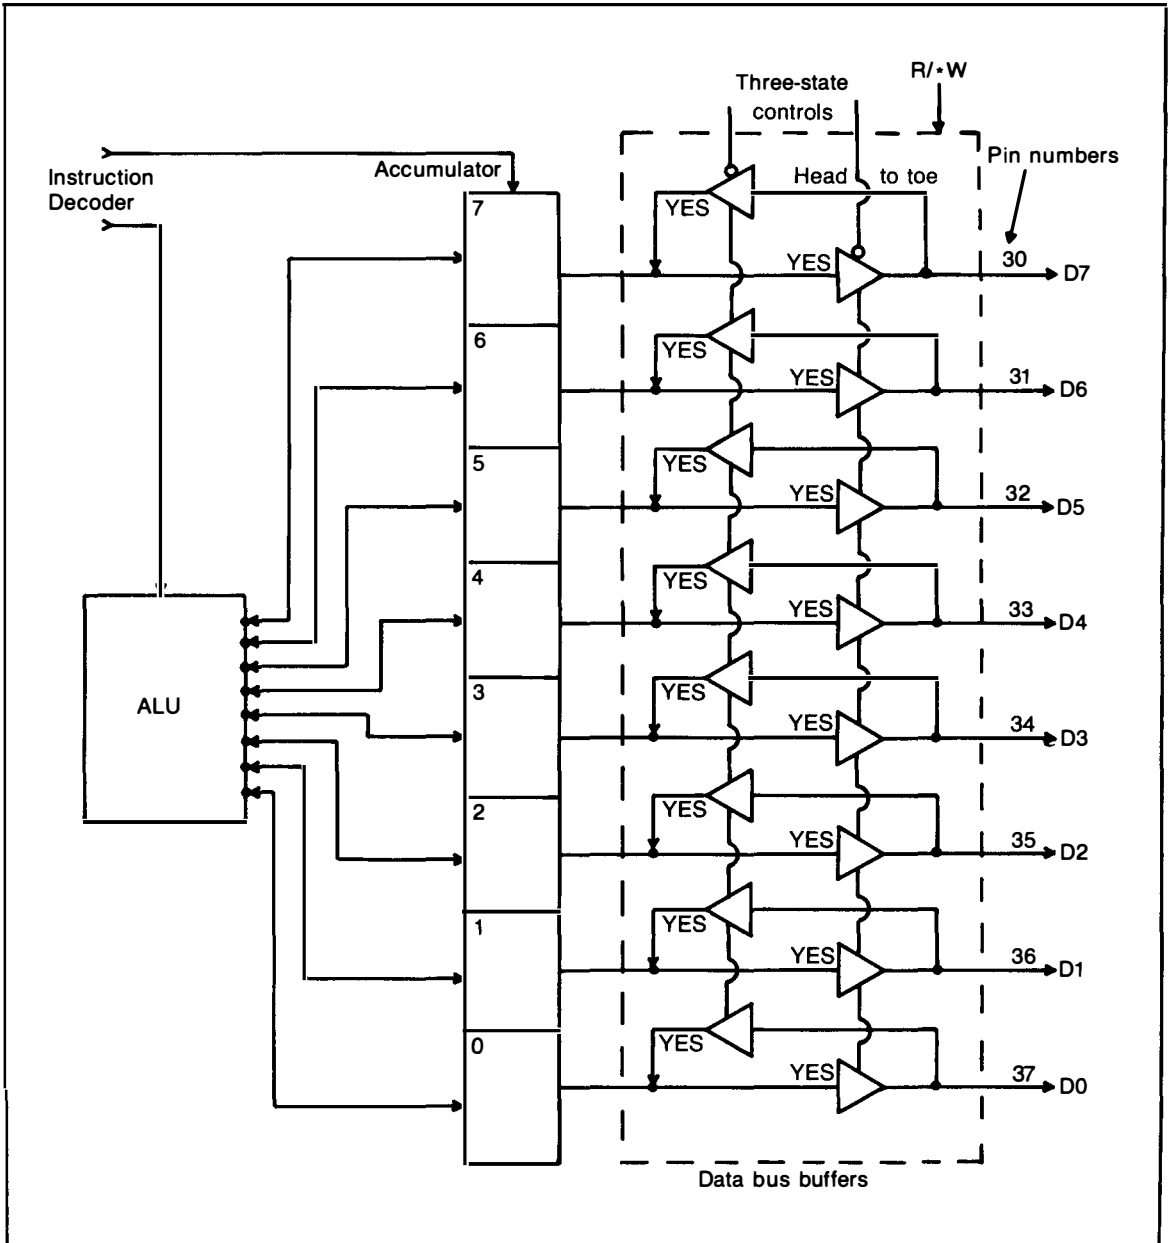 Three-state
controls
R/*W
Pin numbers
Instruction
Decoder
Accumulator
Head to toe
7
YES
YES
30
D7
6
YES
YES
31
D6
5
YES
YES
32
D5
4
YES
YES
33
D4
ALU
3
YES
YES
34
D3
2
YES
YES
35
D2
1
YES
YES
36
D1
0
YES
YES
37
D0
Data bus buffers